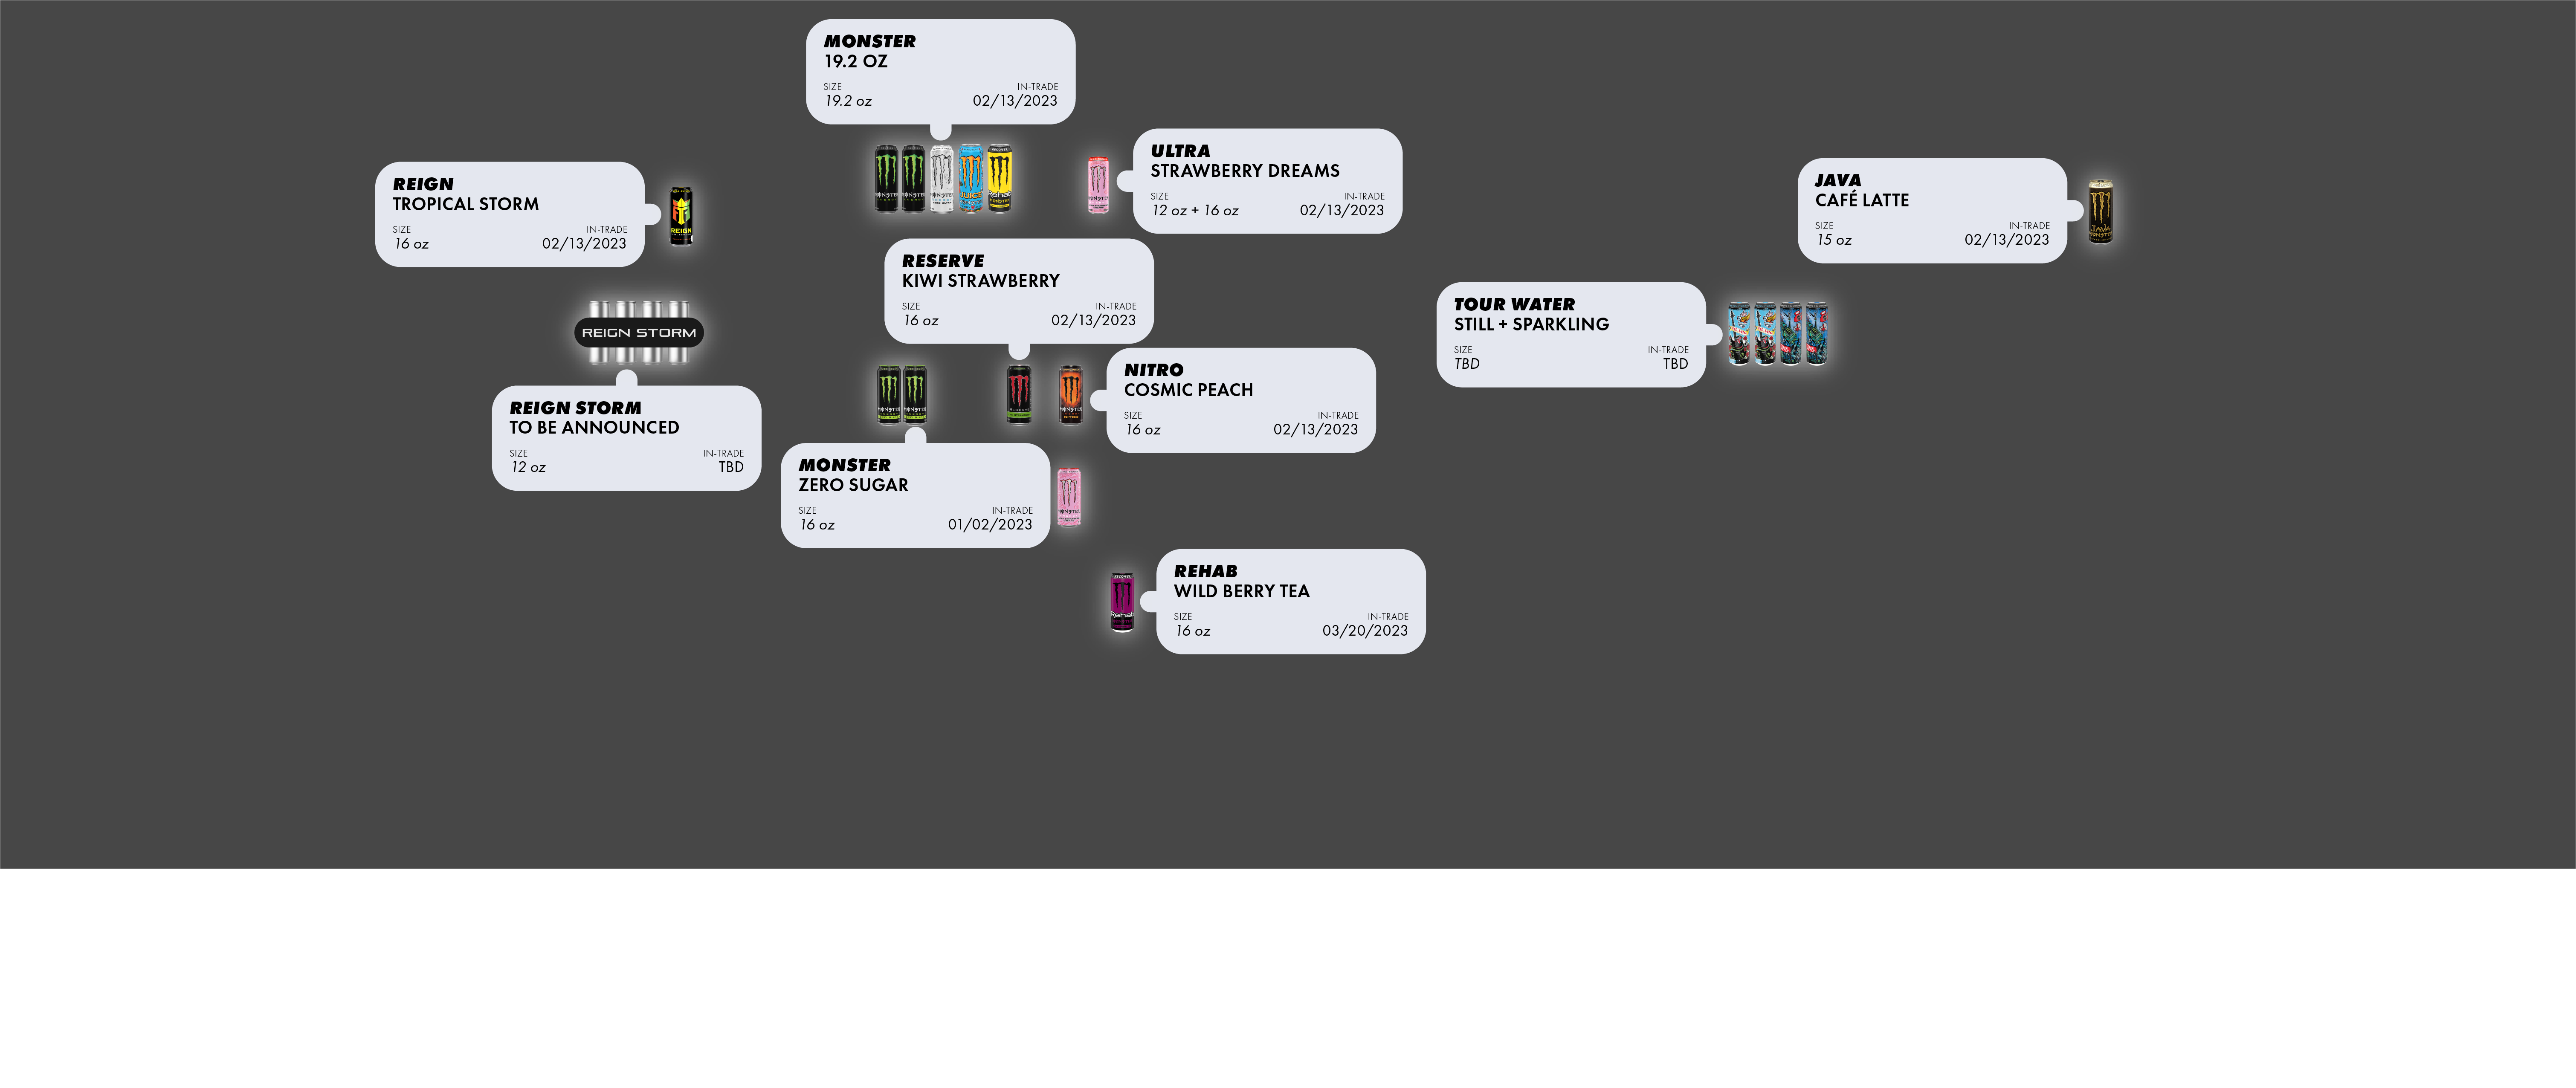 MONSTER
19.2 OZ
SIZE IN-TRADE
19.2 oz 02/13/2023
ULTRA
STRAWBERRY DREAMS
SIZE IN-TRADE
12 oz + 16 oz 02/13/2023
REIGN
TROPICAL STORM
SIZE IN-TRADE
16 oz 02/13/2023
REIGN
JAVA
CAFÉ LATTE
SIZE IN-TRADE
15 oz 02/13/2023
RESERVE
KIWI STRAWBERRY
SIZE IN-TRADE
16 oz 02/13/2023
TOUR WATER
STILL + SPARKLING
SIZE IN-TRADE
TBD TBD
REIGN STORM
REIGN STORM
TO BE ANNOUNCED
SIZE IN-TRADE
12 oz TBD
NITRO
COSMIC PEACH
SIZE IN-TRADE
16 oz 02/13/2023
MONSTER
ZERO SUGAR
SIZE IN-TRADE
16 oz 01/02/2023
REHAB
WILD BERRY TEA
SIZE IN-TRADE
16 oz 03/20/2023